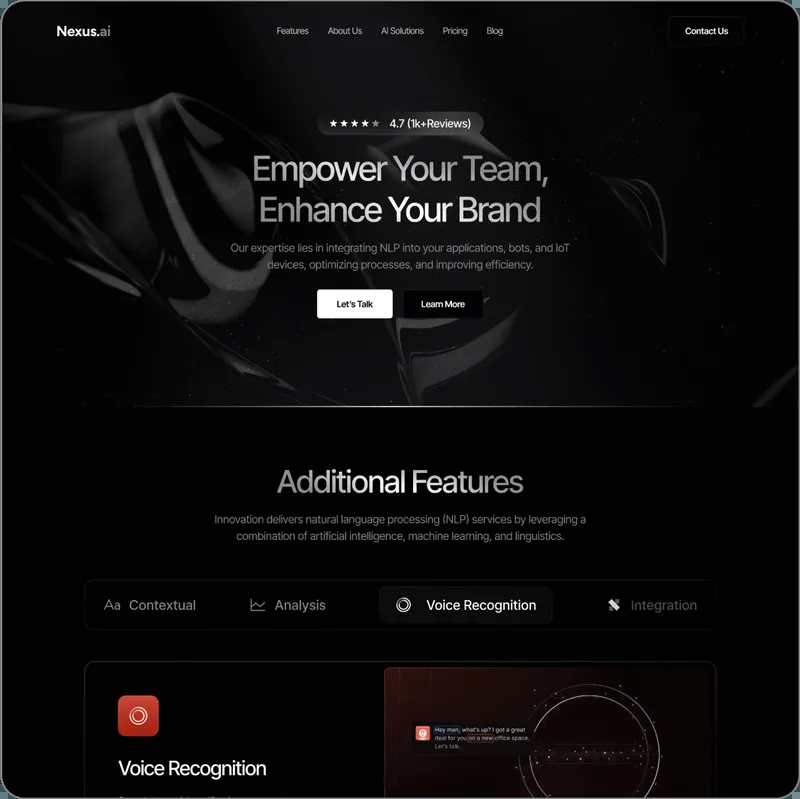 Nexus.ai
Features
About Us
AI Solutions
Pricing
Blog
Contact Us
4.7 (1k+Reviews)
Empower Your Team,
Enhance Your Brand
Our expertise lies in integrating NLP into your applications, bots, and IoT
devices, optimizing processes, and improving efficiency.
Let's Talk
Learn More
Additional Features
Innovation delivers natural language processing (NLP) services by leveraging a
combination of artificial intelligence, machine learning, and linguistics.
Aa Contextual
Analysis
Voice Recognition
Integration
Voice Recognition
Hey man, what's up? I got a great
deal for you on a new office space.
Let's talk.